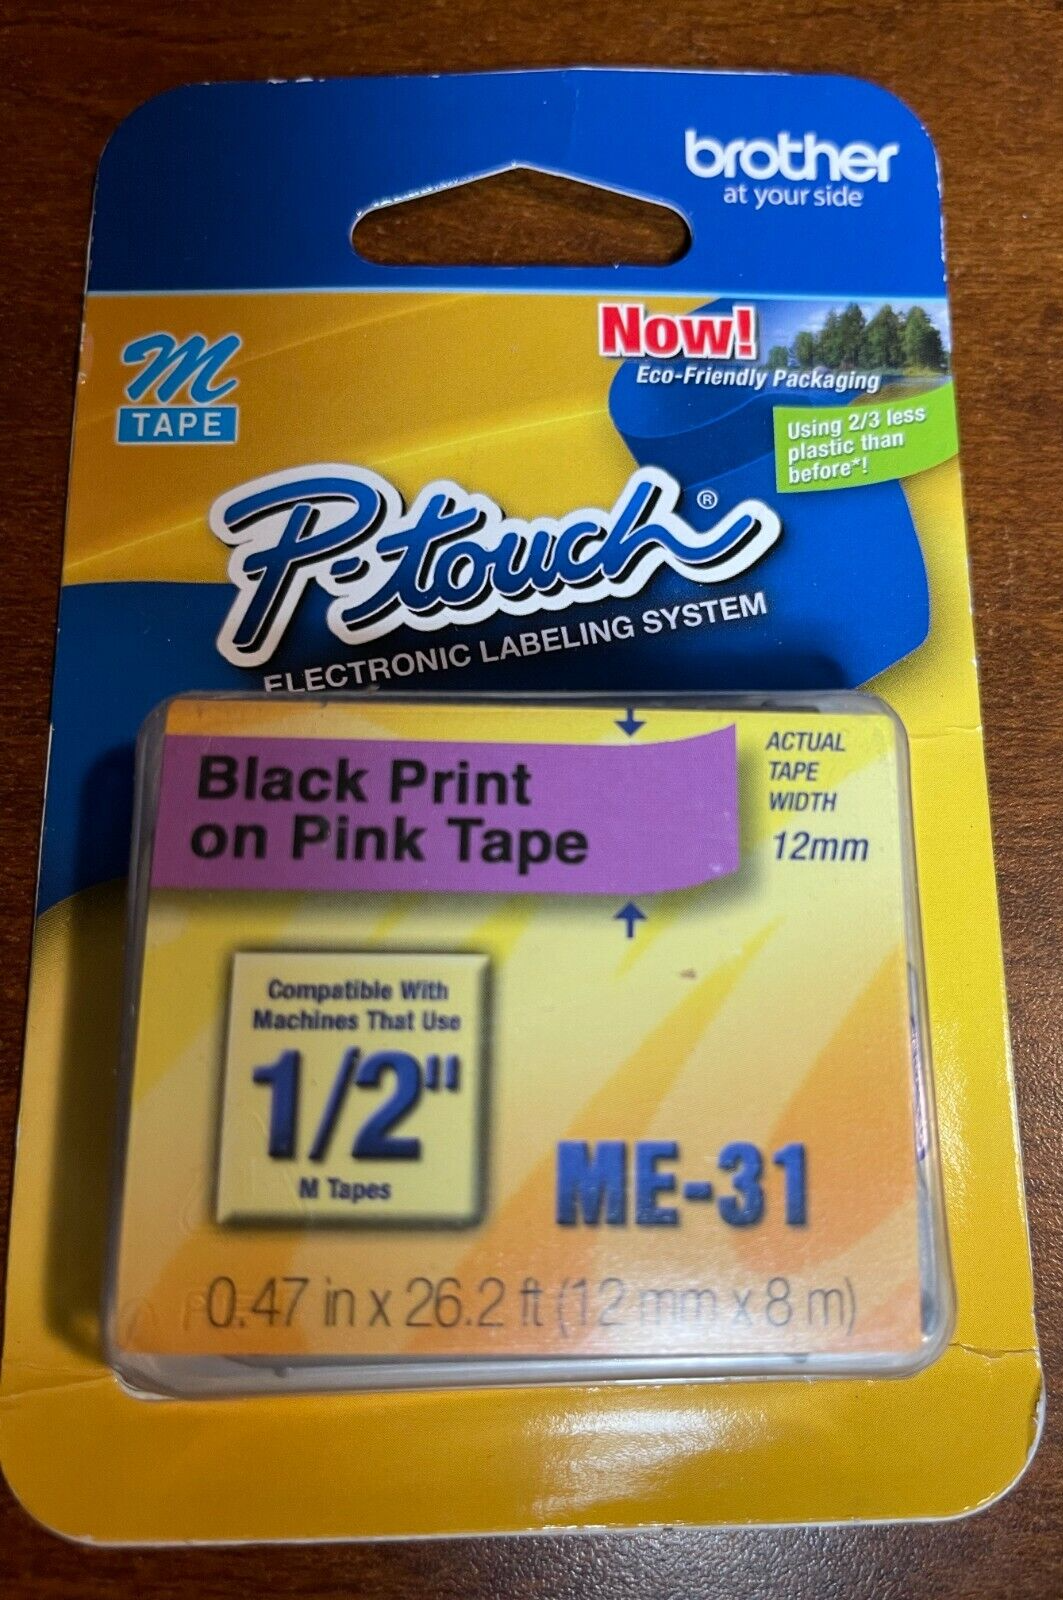 brother
at your side
Now!
Eco-Friendly Packaging
Using 2/3 less
plastic than
before*!
M
TAPE
P-touch®
ELECTRONIC LABELING SYSTEM
Black Print
on Pink Tape
ACTUAL
TAPE
WIDTH
12mm
Compatible With
Machines That Use
1/2"
M Tapes
ME-31
0.47 in x 26.2 ft (12 mm x 8 m)